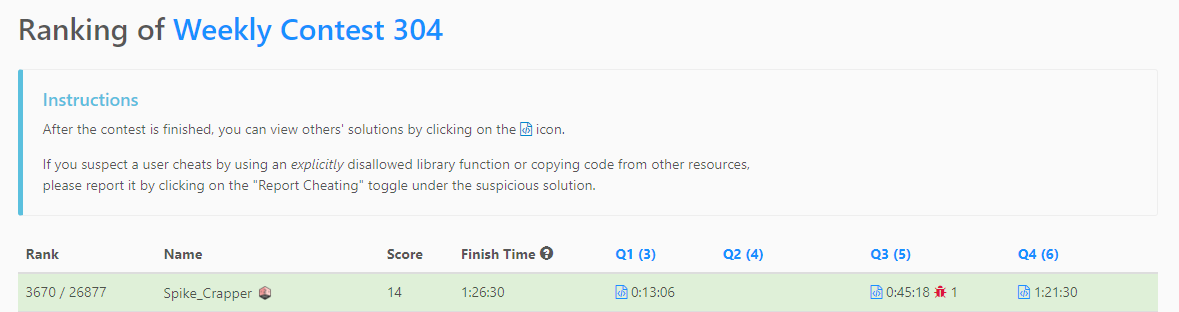 Ranking of Weekly Contest 304
Instructions
After the contest is finished, you can view others' solutions by clicking on the icon.
If you suspect a user cheats by using an explicitly disallowed library function or copying code from other resources,
please report it by clicking on the "Report Cheating" toggle under the suspicious solution.
Rank Name Score Finish Time Q1 (3) Q2 (4) Q3 (5) Q4 (6)
3670 / 26877 Spike_Crapper 14 1:26:30 0:13:06 0:45:18 1 1:21:30